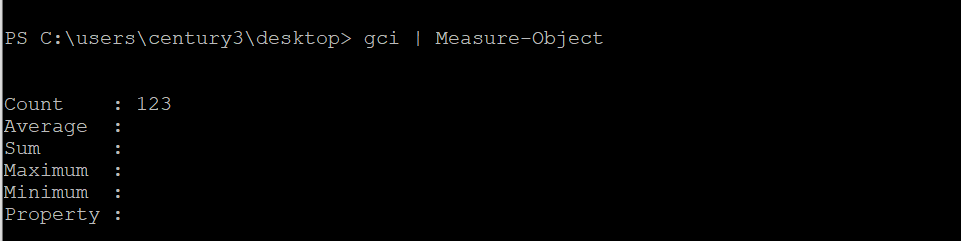 PS C:\users\century3\desktop> gci | Measure-Object
Count    : 123
Average  :
Sum      :
Maximum  :
Minimum  :
Property :